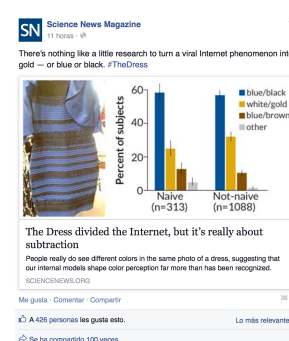 SN
Science News Magazine
11 horas ·
There's nothing like a little research to turn a viral Internet phenomenon int
gold — or blue or black. #TheDress
Percent of subjects
60
40
20
0
blue/black
white/gold
blue/brown
other
Naive
(n=313)
Not-naive
(n=1088)
The Dress divided the Internet, but it's really about
subtraction
People really do see different colors in the same photo of a dress, suggesting that
our internal models shape color perception far more than has been recognized.
SCIENCENEWS.ORG
Me gusta · Comentar · Compartir
A 426 personas les gusta esto.
Lo más relevante
Se ha compartido 100 veces